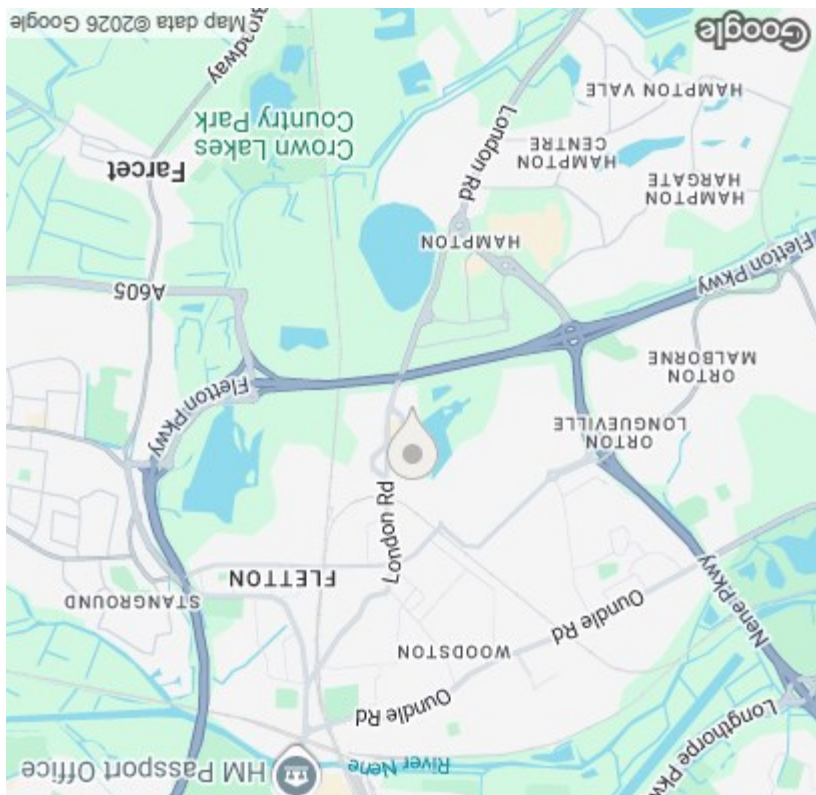 HM Passport Office
River Nene
Longthorpe Pkwy
Oundle Rd
WOODSTON
Oundle Rd
Nene Pkwy
STANGROUND
FLETTON
London Rd
ORTON
LONGUEVILLE
ORTON
MALBORNE
Fletton Pkwy
Fletton Pkwy
A605
HAMPTON
HAMPTON
HARGATE
HAMPTON
CENTRE
London Rd
Farcet
Crown Lakes
Country Park
HAMPTON VALE
Broadway
Google
Map data ©2026 Google